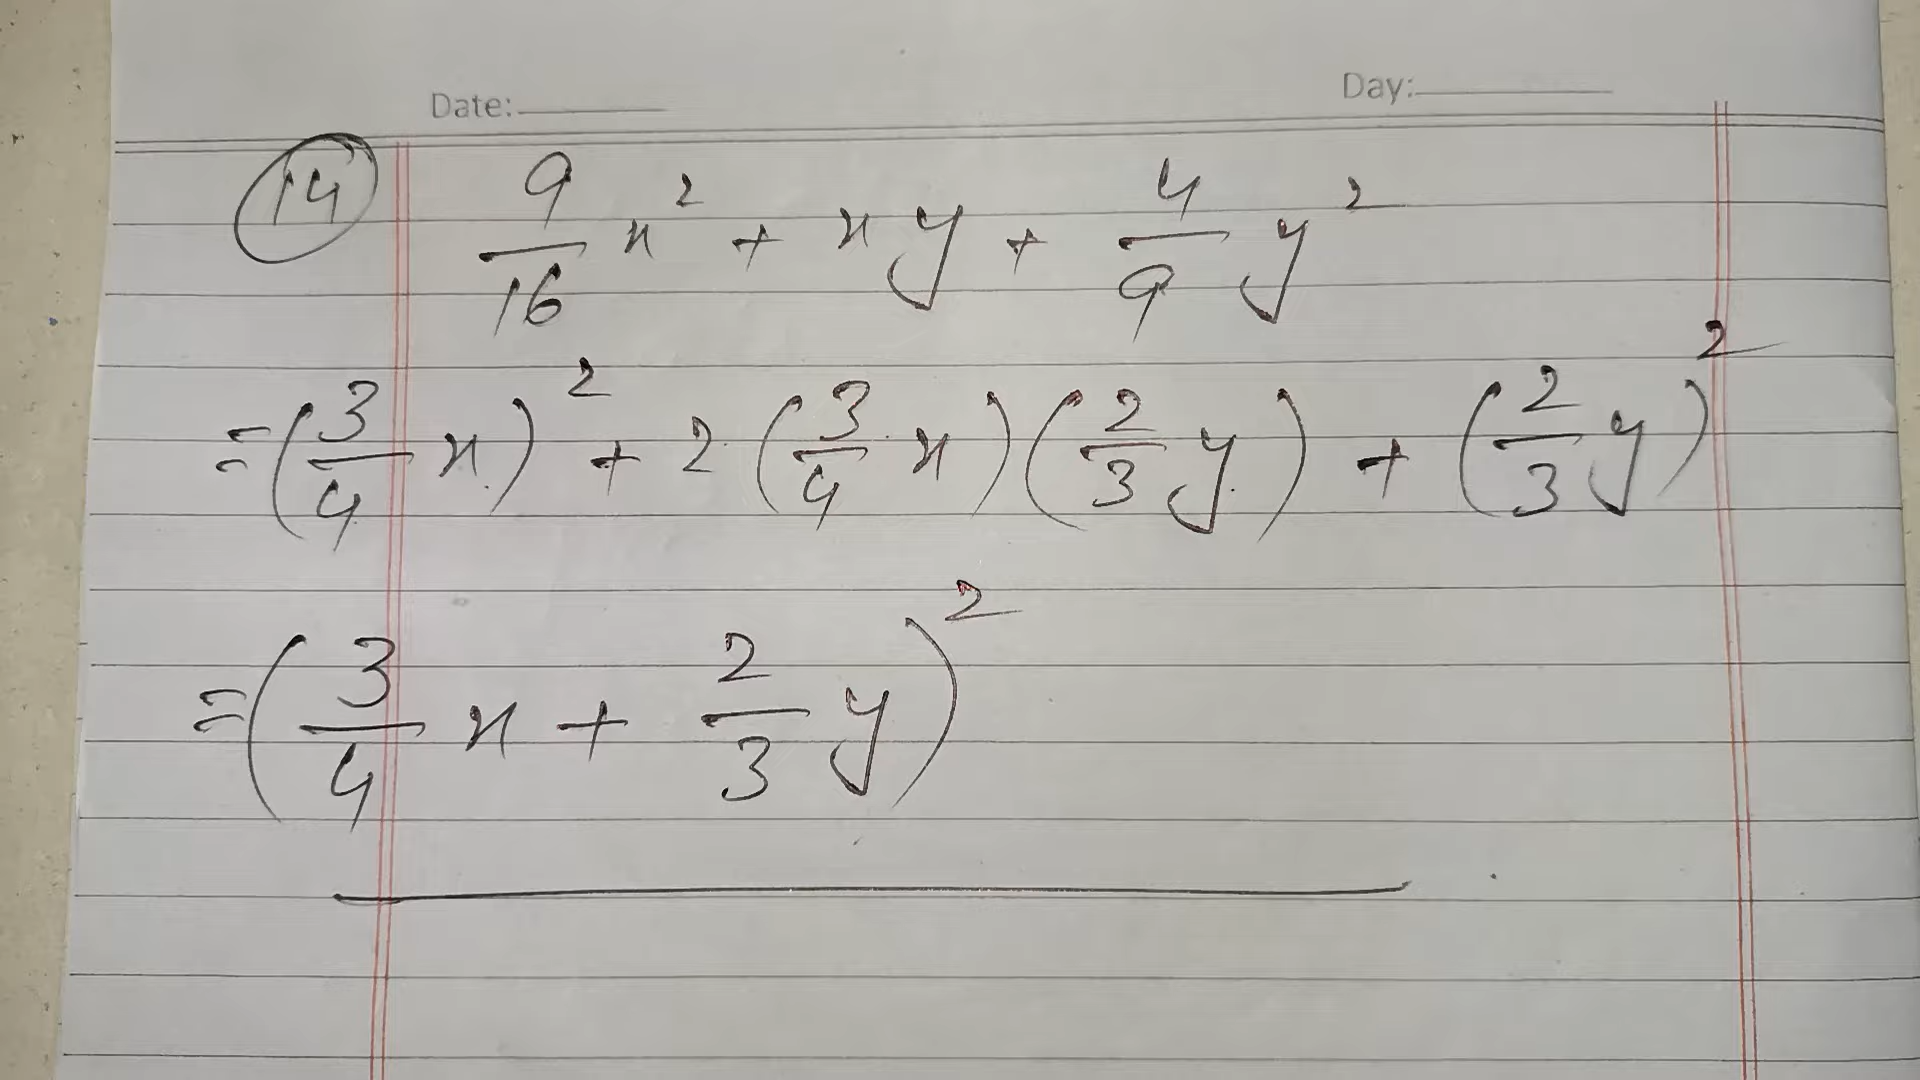 Date: Day:
14 9/16 x² + xy + 4/9 y²
= (3/4 x)² + 2 (3/4 x)(2/3 y) + (2/3 y)²
= (3/4 x + 2/3 y)²